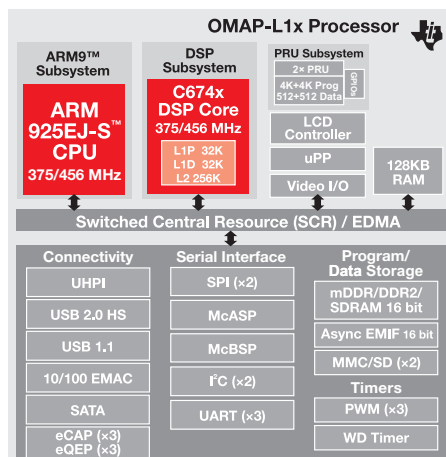 OMAP-L1x Processor
ARM9™
Subsystem
ARM
925EJ-S™
CPU
375/456 MHz
DSP
Subsystem
C674x
DSP Core
375/456 MHz
L1P 32K
L1D 32K
L2 256K
PRU Subsystem
2× PRU
4K+4K Prog
512+512 Data
GPIOs
LCD
Controller
uPP
Video I/O
128KB
RAM
Switched Central Resource (SCR) / EDMA
Connectivity
UHPI
USB 2.0 HS
USB 1.1
10/100 EMAC
SATA
eCAP (×3)
eQEP (×3)
Serial Interface
SPI (×2)
McASP
McBSP
I²C (×2)
UART (×3)
Program/
Data Storage
mDDR/DDR2/
SDRAM 16 bit
Async EMIF 16 bit
MMC/SD (×2)
Timers
PWM (×3)
WD Timer